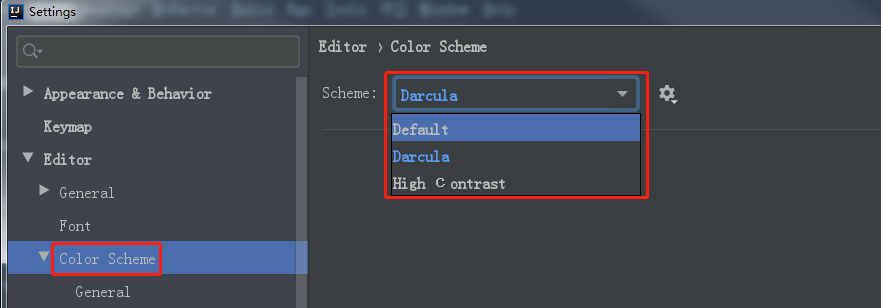 IJ Settings
Editor › Color Scheme
Appearance & Behavior
Keymap
Editor
General
Font
Color Scheme
General
Scheme: Darcula
Default
Darcula
High Contrast